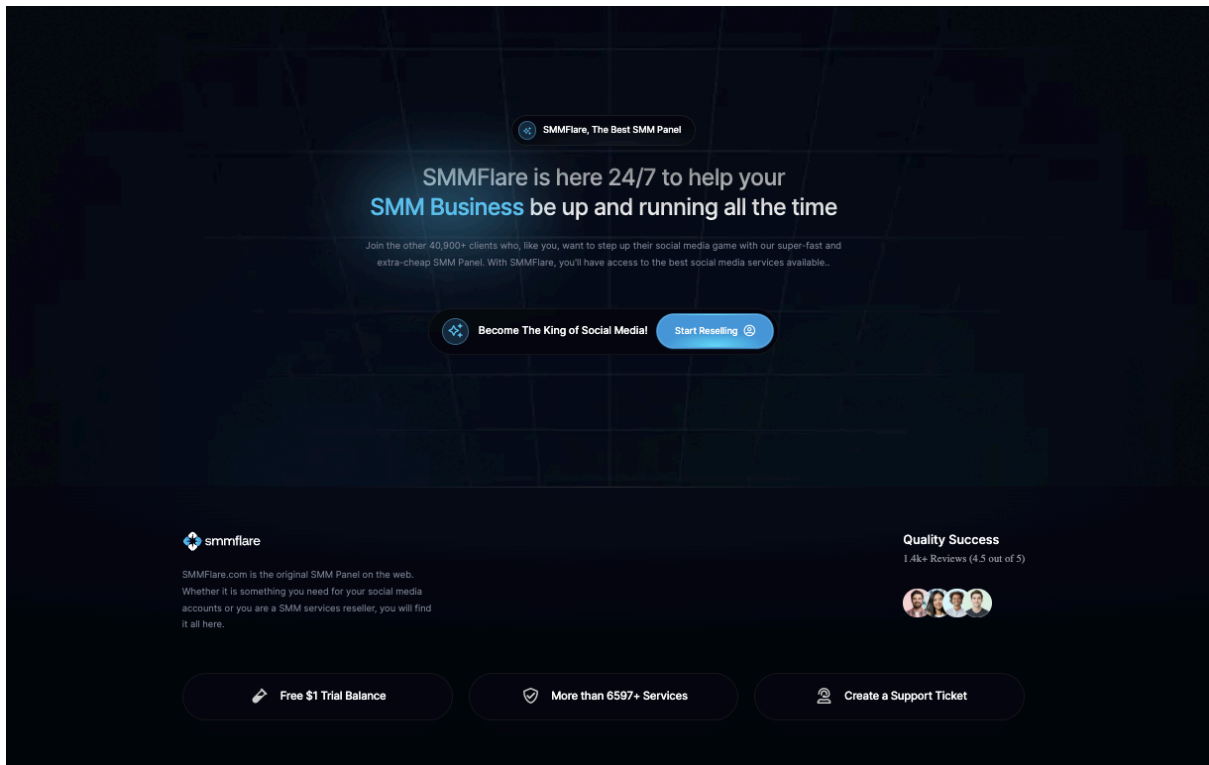 SMMFlare, The Best SMM Panel
SMMFlare is here 24/7 to help your
SMM Business be up and running all the time
Join the other 40,900+ clients who, like you, want to step up their social media game with our super-fast and
extra-cheap SMM Panel. With SMMFlare, you'll have access to the best social media services available..
Become The King of Social Media!
Start Reselling
smmflare
SMMFlare.com is the original SMM Panel on the web.
Whether it is something you need for your social media
accounts or you are a SMM services reseller, you will find
it all here.
Quality Success
1.4k+ Reviews (4.5 out of 5)
Free $1 Trial Balance
More than 6597+ Services
Create a Support Ticket